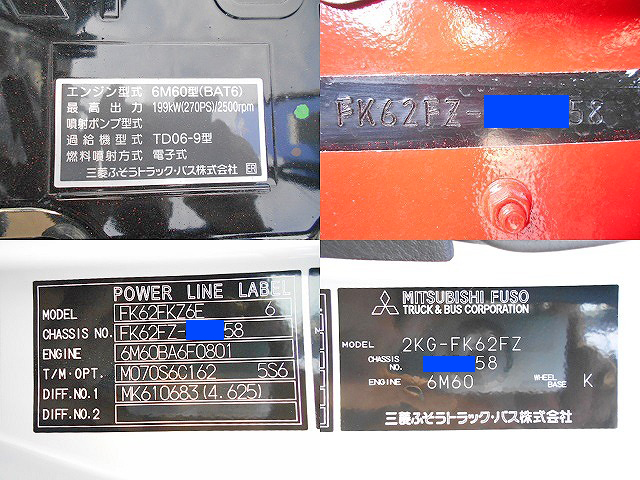 エンジン型式 6M60型(BAT6)
最高出力 199kW(270PS)/2500rpm
噴射ポンプ型式
過給機型式 TD06-9型
燃料噴射方式 電子式
三菱ふそうトラック・バス株式会社
FK62FZ- 58
POWER LINE LABEL
MODEL FK62FK76E 6
CHASSIS NO. FK62FZ- 58
ENGINE 6M60BA6F0801
T/M・OPT. M070S6C162 5S6
DIFF.NO.1 MK610683(4.625)
DIFF.NO.2
MITSUBISHI FUSO
TRUCK & BUS CORPORATION
MODEL 2KG-FK62FZ
CHASSIS NO. 58
ENGINE 6M60 WHEEL BASE K
三菱ふそうトラック・バス株式会社